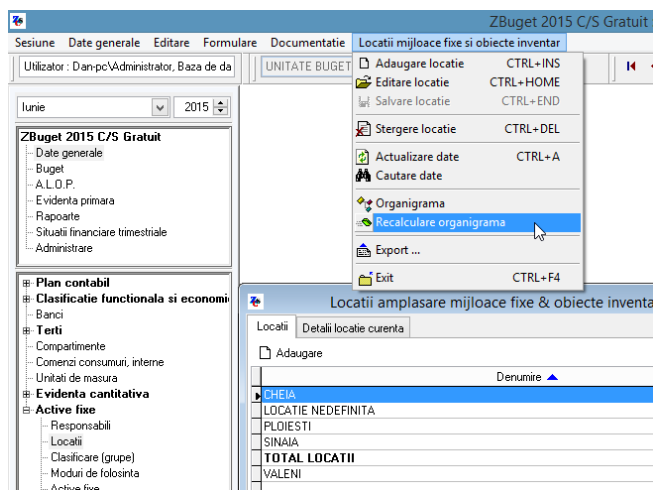 ZBuget 2015 C/S Gratuit
Sesiune Date generale Editare Formulare Documentatie Locatii mijloace fixe si obiecte inventar
Utilizator : Dan-pc\Administrator, Baza de da
UNITATE BUGET
Adaugare locatie CTRL+INS
Editare locatie CTRL+HOME
Salvare locatie CTRL+END
Stergere locatie CTRL+DEL
Actualizare date CTRL+A
Cautare date
Organigrama
Recalculare organigrama
Export ...
Exit CTRL+F4
Iunie 2015
ZBuget 2015 C/S Gratuit
Date generale
Buget
A.L.O.P.
Evidenta primara
Rapoarte
Situatii financiare trimestriale
Administrare
Plan contabil
Clasificatie functionala si economi
Banci
Terti
Compartimente
Comenzi consumuri, interne
Unitati de masura
Evidenta cantitativa
Active fixe
Responsabili
Locatii
Clasificare (grupe)
Moduri de folosinta
Active fixe
Locatii amplasare mijloace fixe & obiecte inventa
Locatii Detalii locatie curenta
Adaugare
Denumire
CHEIA
LOCATIE NEDEFINITA
PLOIESTI
SINAIA
TOTAL LOCATII
VALENI